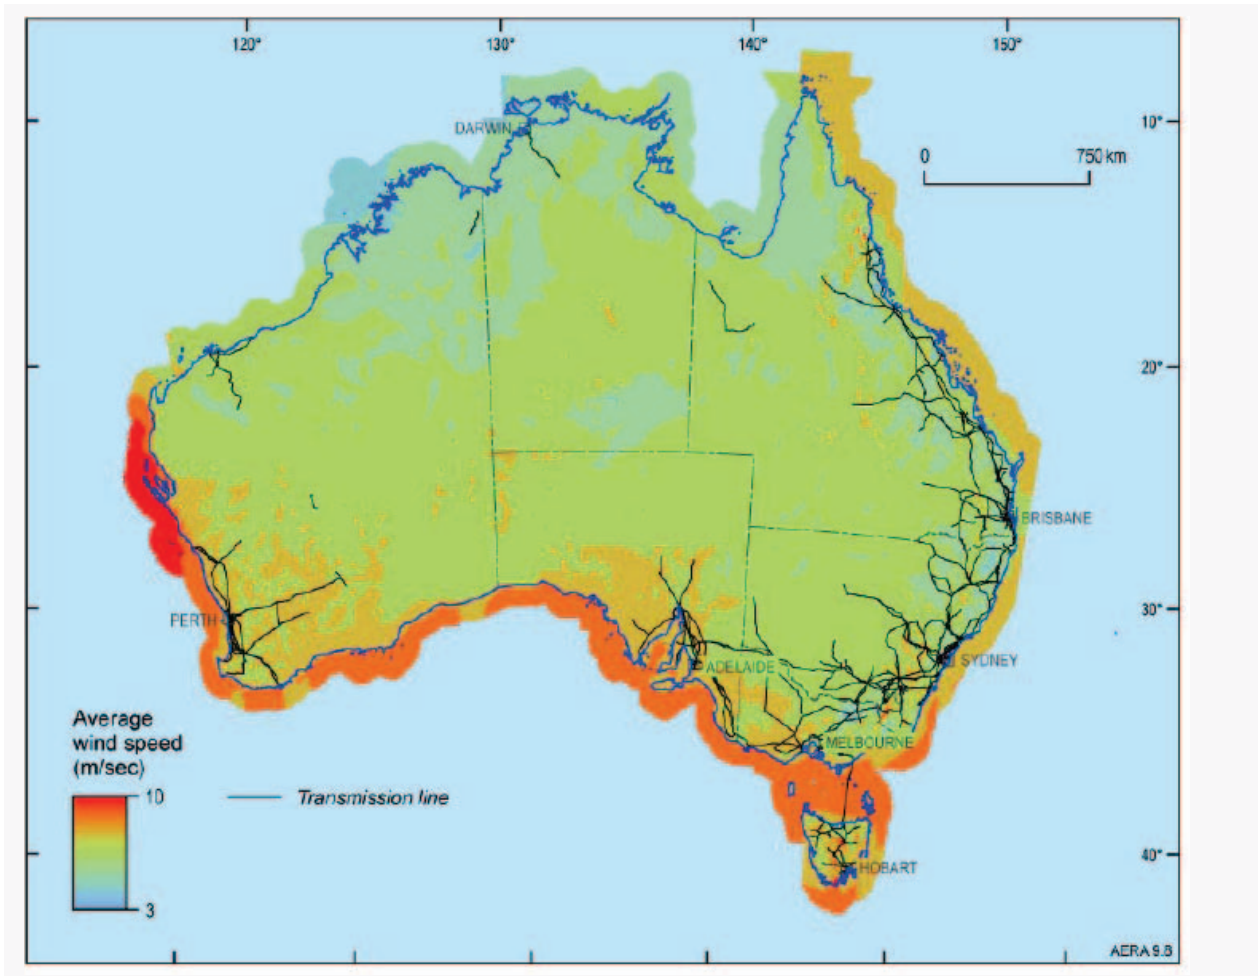 120° 130° 140° 150°
10°
DARWIN
0 750 km
20°
BRISBANE
30°
PERTH
SYDNEY
ADELAIDE
Average
wind speed
(m/sec)
MELBOURNE
10
Transmission line
40°
HOBART
3
AERA 9.8